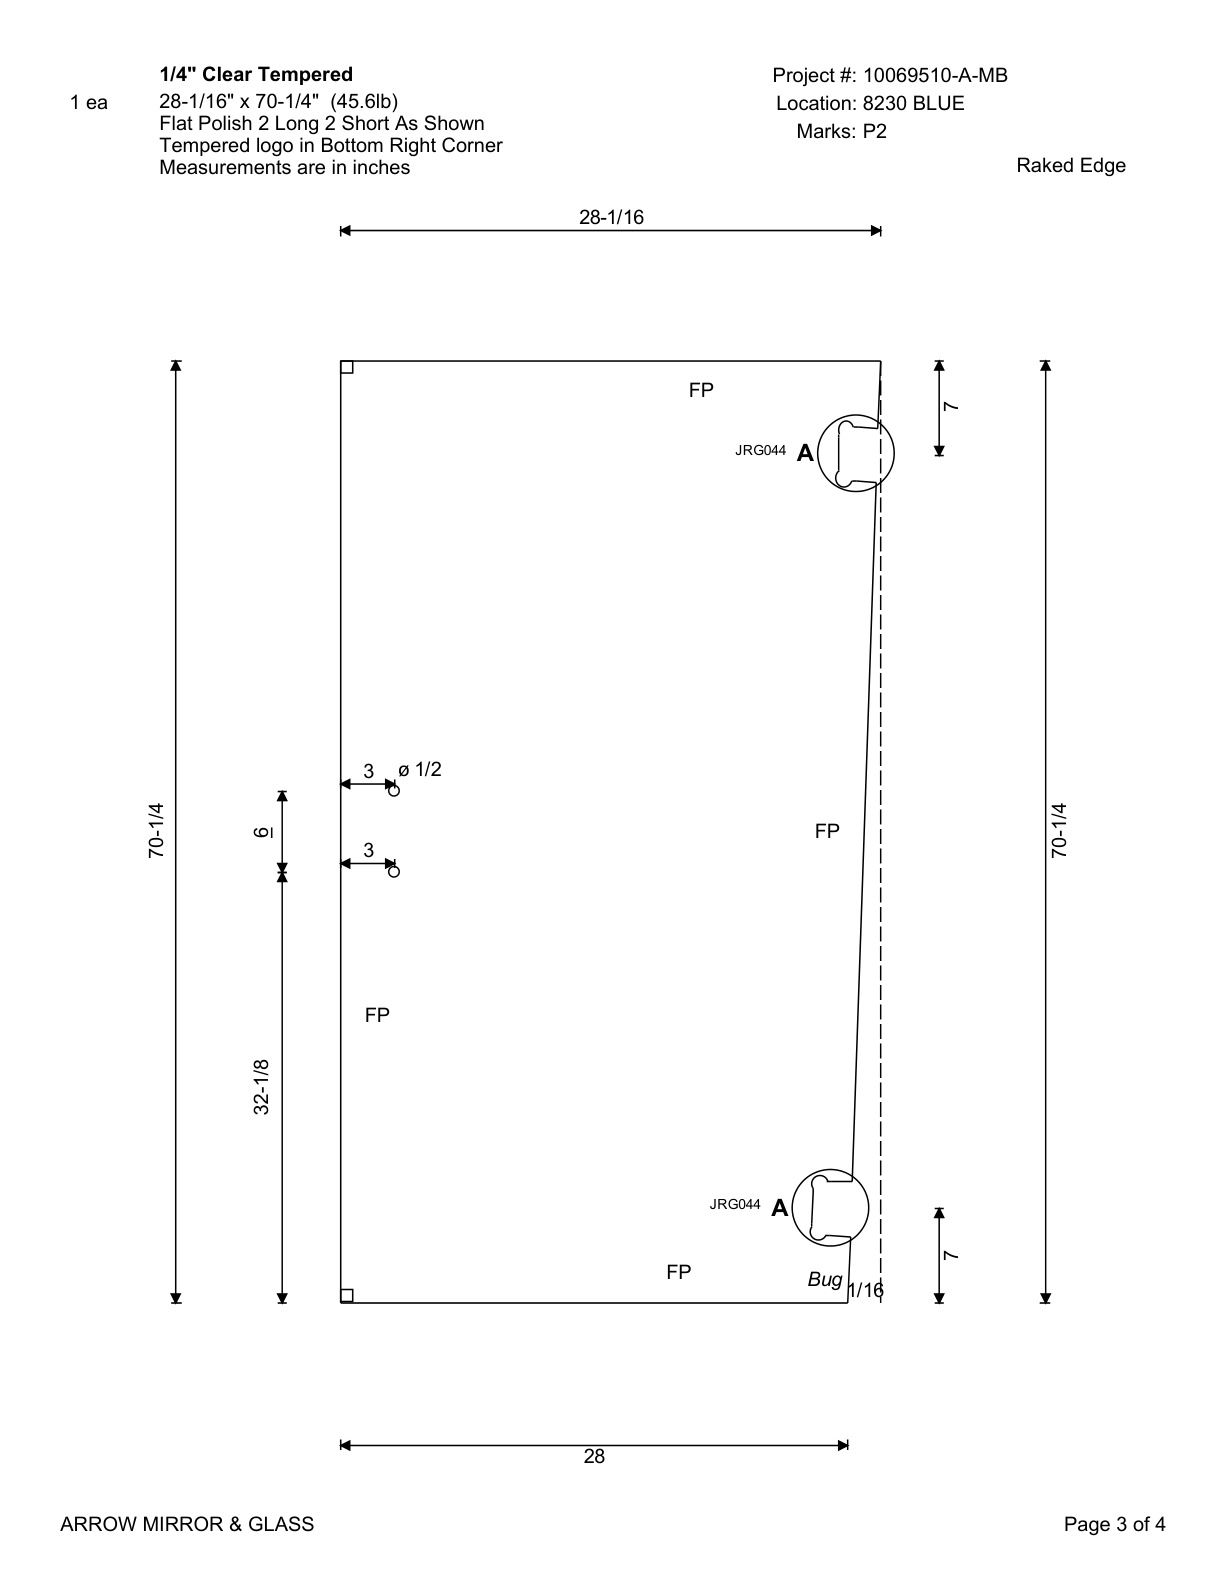 1/4" Clear Tempered
1 ea
28-1/16" x 70-1/4" (45.6lb)
Flat Polish 2 Long 2 Short As Shown
Tempered logo in Bottom Right Corner
Measurements are in inches
Project #: 10069510-A-MB
Location: 8230 BLUE
Marks: P2
Raked Edge
28-1/16
FP
7
JRG044 A
3
ø 1/2
70-1/4
6
3
FP
70-1/4
FP
32-1/8
JRG044 A
7
FP
Bug
1/16
28
ARROW MIRROR & GLASS
Page 3 of 4